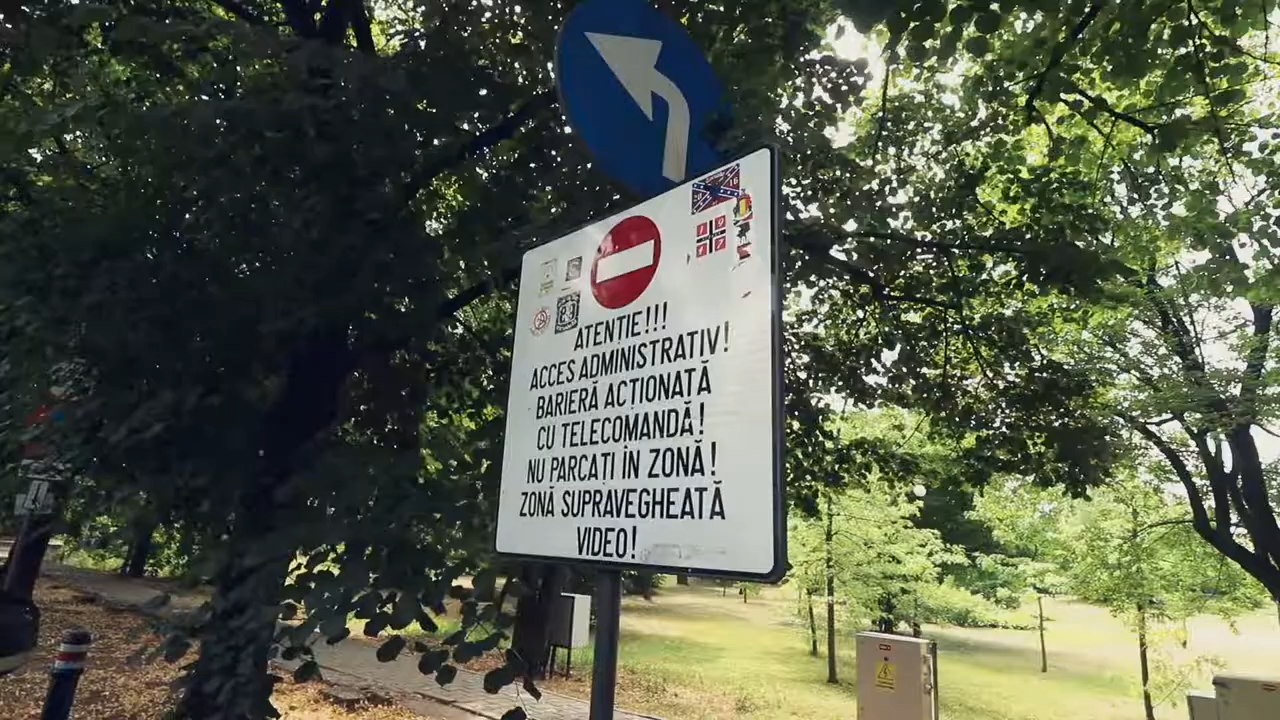 ATENȚIE!!!
ACCES ADMINISTRATIV!
BARIERĂ ACȚIONATĂ
CU TELECOMANDĂ!
NU PARCAȚI ÎN ZONĂ!
ZONĂ SUPRAVEGHEATĂ
VIDEO!